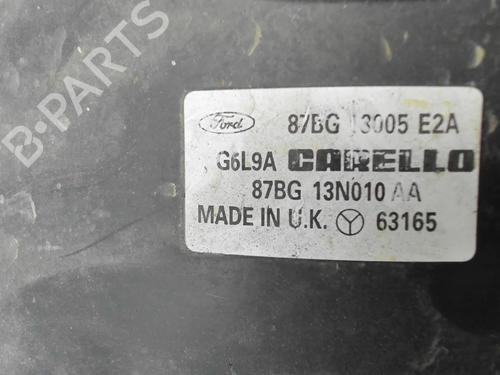 B-PARTS
Ford 87BG 13005 E2A
G6L9A CARELLO
87BG 13N010 AA
MADE IN U.K. 63165